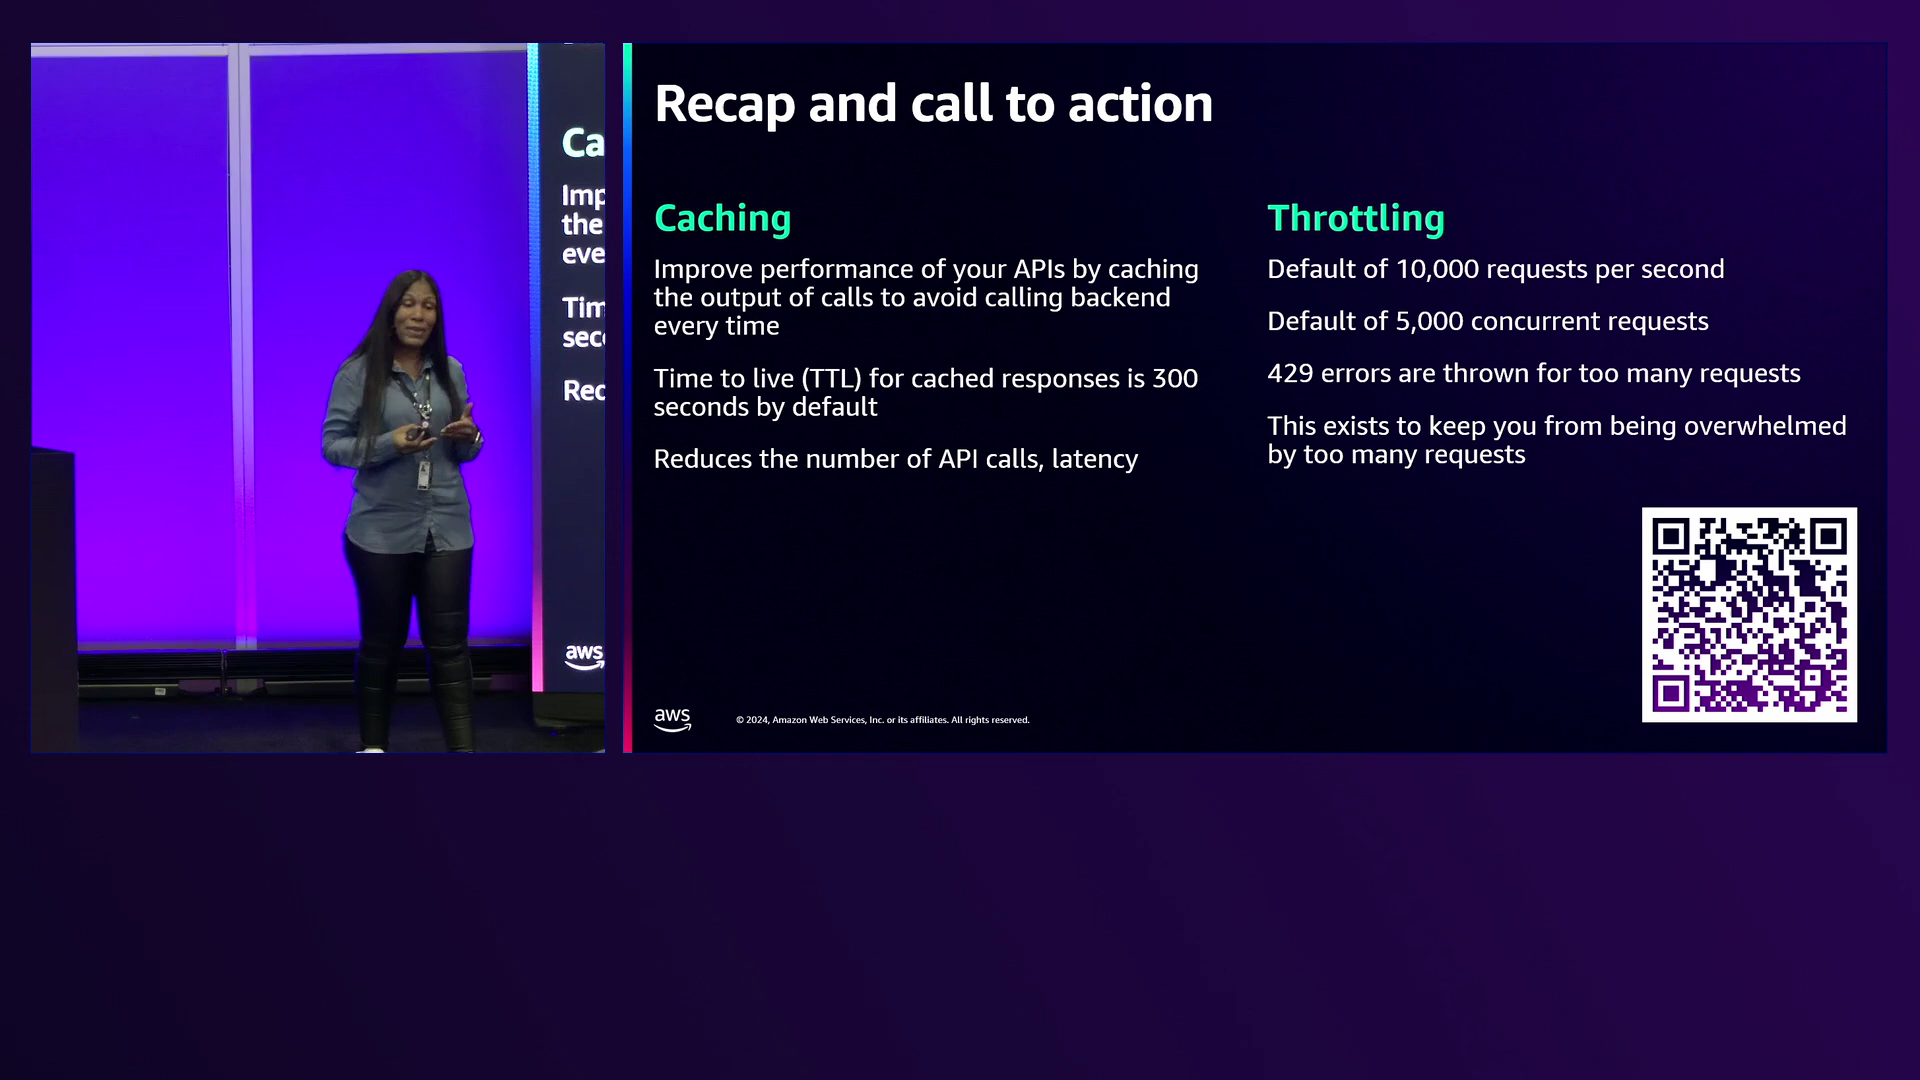 Ca
Imp
the
eve
Tim
seco
Rec
aws
Recap and call to action
Caching
Improve performance of your APIs by caching
the output of calls to avoid calling backend
every time
Time to live (TTL) for cached responses is 300
seconds by default
Reduces the number of API calls, latency
Throttling
Default of 10,000 requests per second
Default of 5,000 concurrent requests
429 errors are thrown for too many requests
This exists to keep you from being overwhelmed
by too many requests
aws
© 2024, Amazon Web Services, Inc. or its affiliates. All rights reserved.